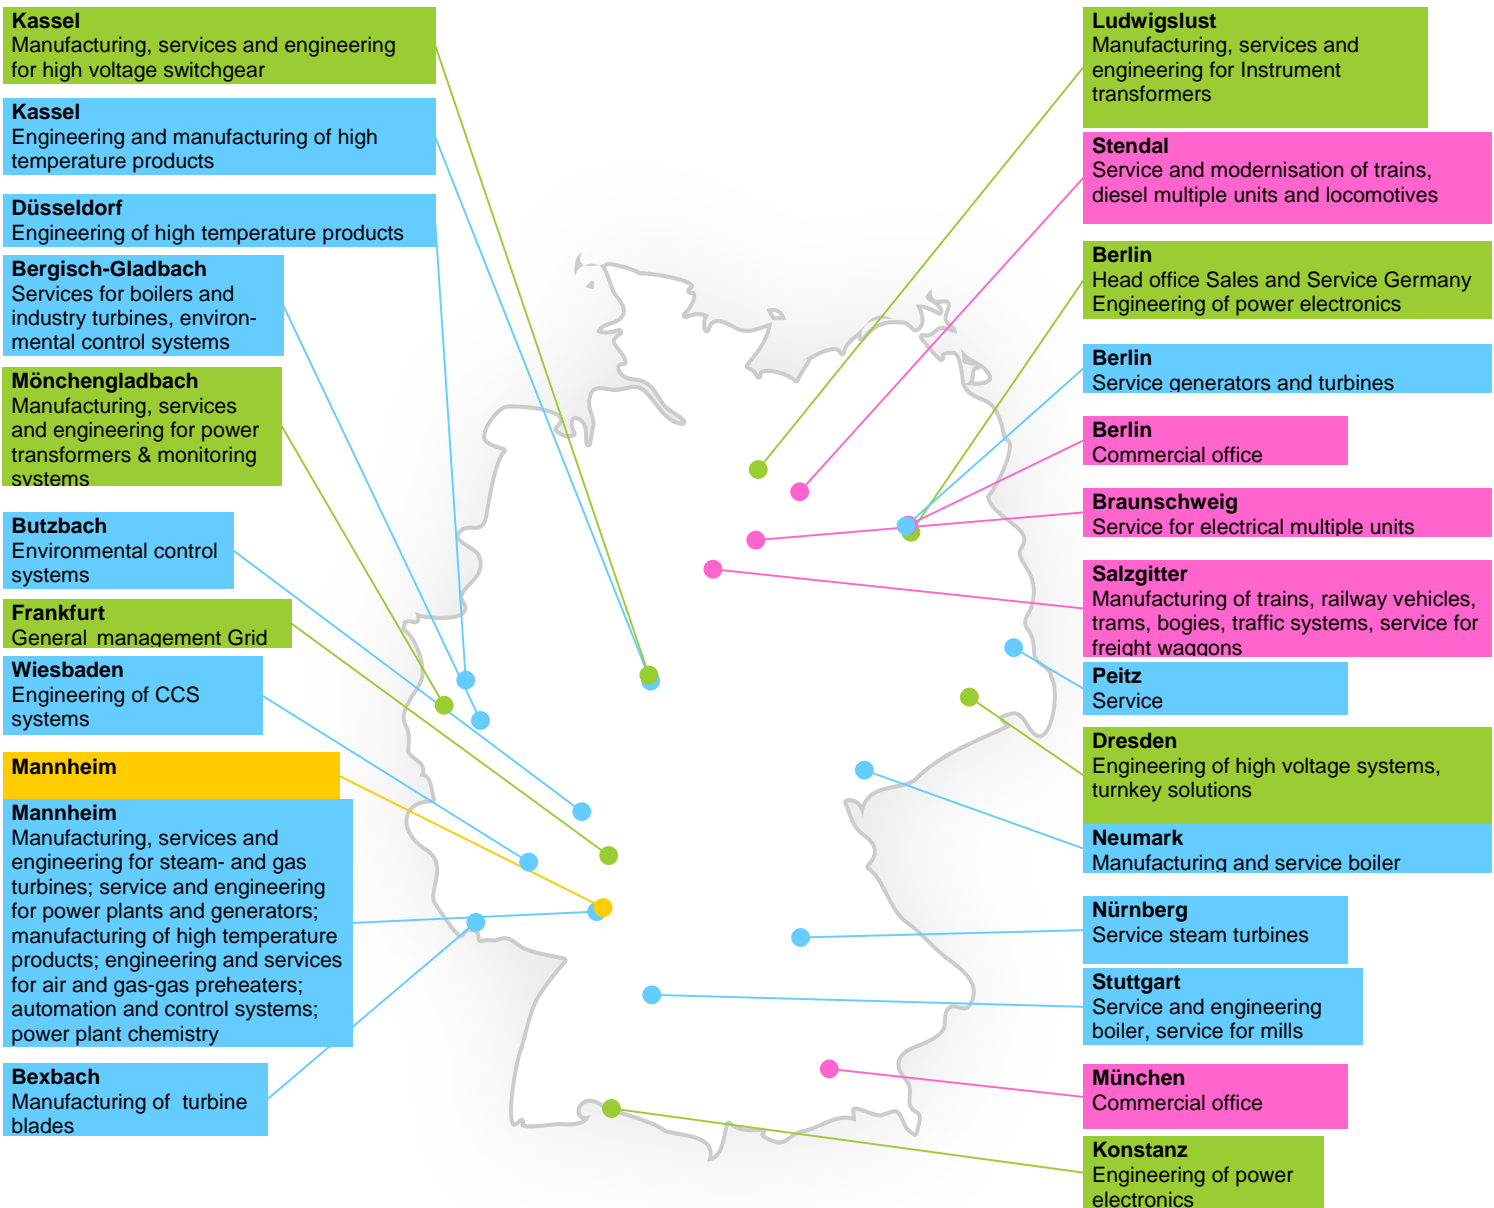 Kassel
Manufacturing, services and engineering
for high voltage switchgear
Kassel
Engineering and manufacturing of high
temperature products
Düsseldorf
Engineering of high temperature products
Bergisch-Gladbach
Services for boilers and
industry turbines, environ-
mental control systems
Mönchengladbach
Manufacturing, services
and engineering for power
transformers & monitoring
systems
Butzbach
Environmental control
systems
Frankfurt
General management Grid
Wiesbaden
Engineering of CCS
systems
Mannheim
Mannheim
Manufacturing, services and
engineering for steam- and gas
turbines; service and engineering
for power plants and generators;
manufacturing of high temperature
products; engineering and services
for air and gas-gas preheaters;
automation and control systems;
power plant chemistry
Bexbach
Manufacturing of turbine
blades
Ludwigslust
Manufacturing, services and
engineering for Instrument
transformers
Stendal
Service and modernisation of trains,
diesel multiple units and locomotives
Berlin
Head office Sales and Service Germany
Engineering of power electronics
Berlin
Service generators and turbines
Berlin
Commercial office
Braunschweig
Service for electrical multiple units
Salzgitter
Manufacturing of trains, railway vehicles,
trams, bogies, traffic systems, service for
freight waggons
Peitz
Service
Dresden
Engineering of high voltage systems,
turnkey solutions
Neumark
Manufacturing and service boiler
Nürnberg
Service steam turbines
Stuttgart
Service and engineering
boiler, service for mills
München
Commercial office
Konstanz
Engineering of power
electronics